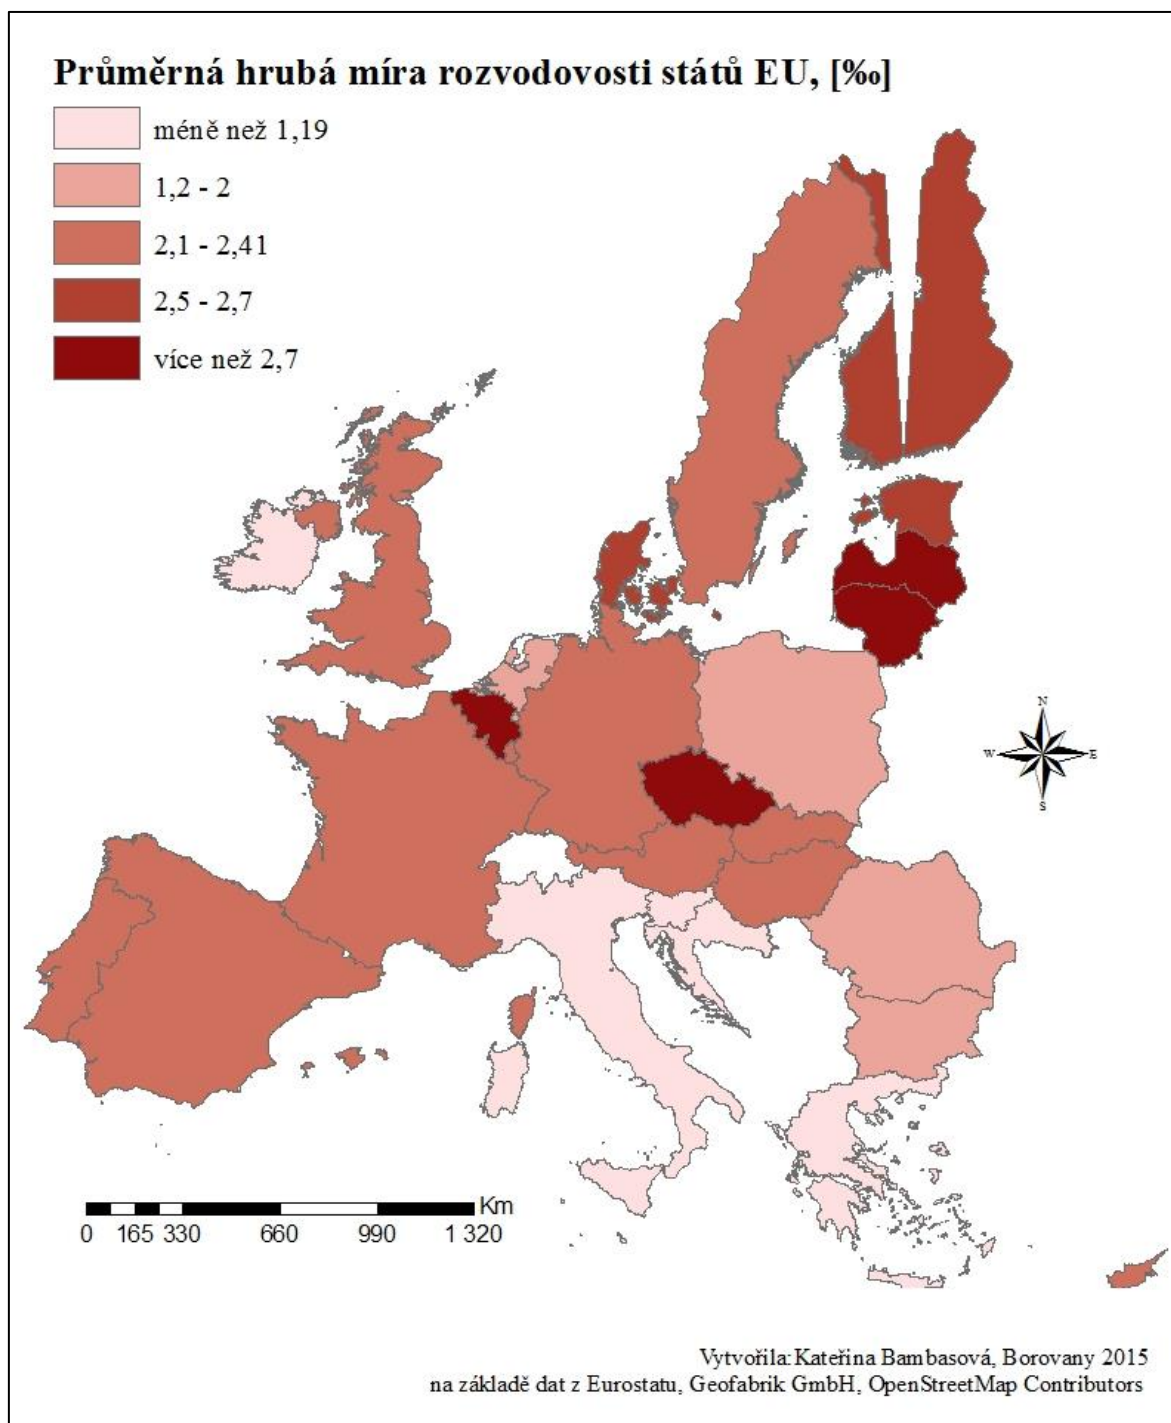 Průměrná hrubá míra rozvodovosti států EU, [‰]
méně než 1,19
1,2 - 2
2,1 - 2,41
2,5 - 2,7
více než 2,7
N
W E
S
Km
0 165 330 660 990 1 320
Vytvořila:Kateřina Bambasová, Borovany 2015
na základě dat z Eurostatu, Geofabrik GmbH, OpenStreetMap Contributors